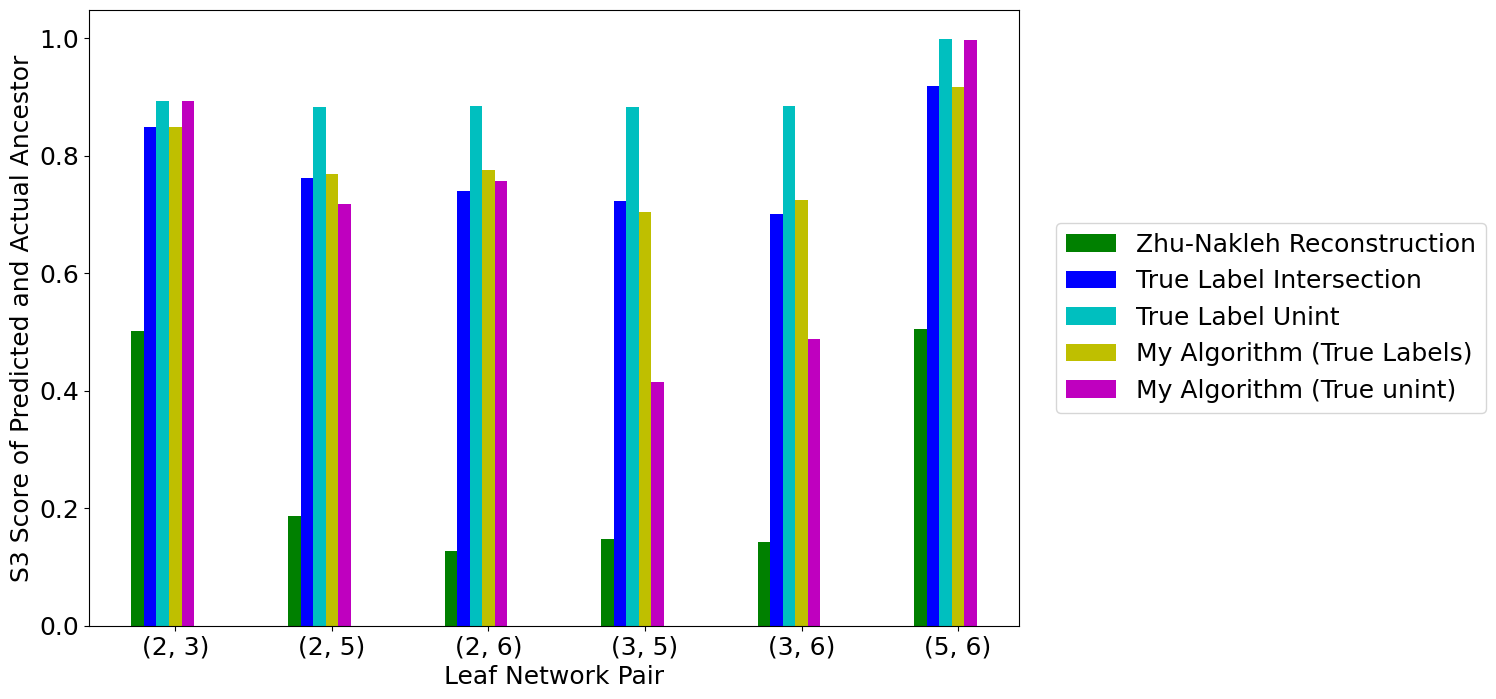 S3 Score of Predicted and Actual Ancestor
1.0
0.8
0.6
0.4
0.2
0.0
(2, 3) (2, 5) (2, 6) (3, 5) (3, 6) (5, 6)
Leaf Network Pair
Zhu-Nakleh Reconstruction
True Label Intersection
True Label Unint
My Algorithm (True Labels)
My Algorithm (True unint)